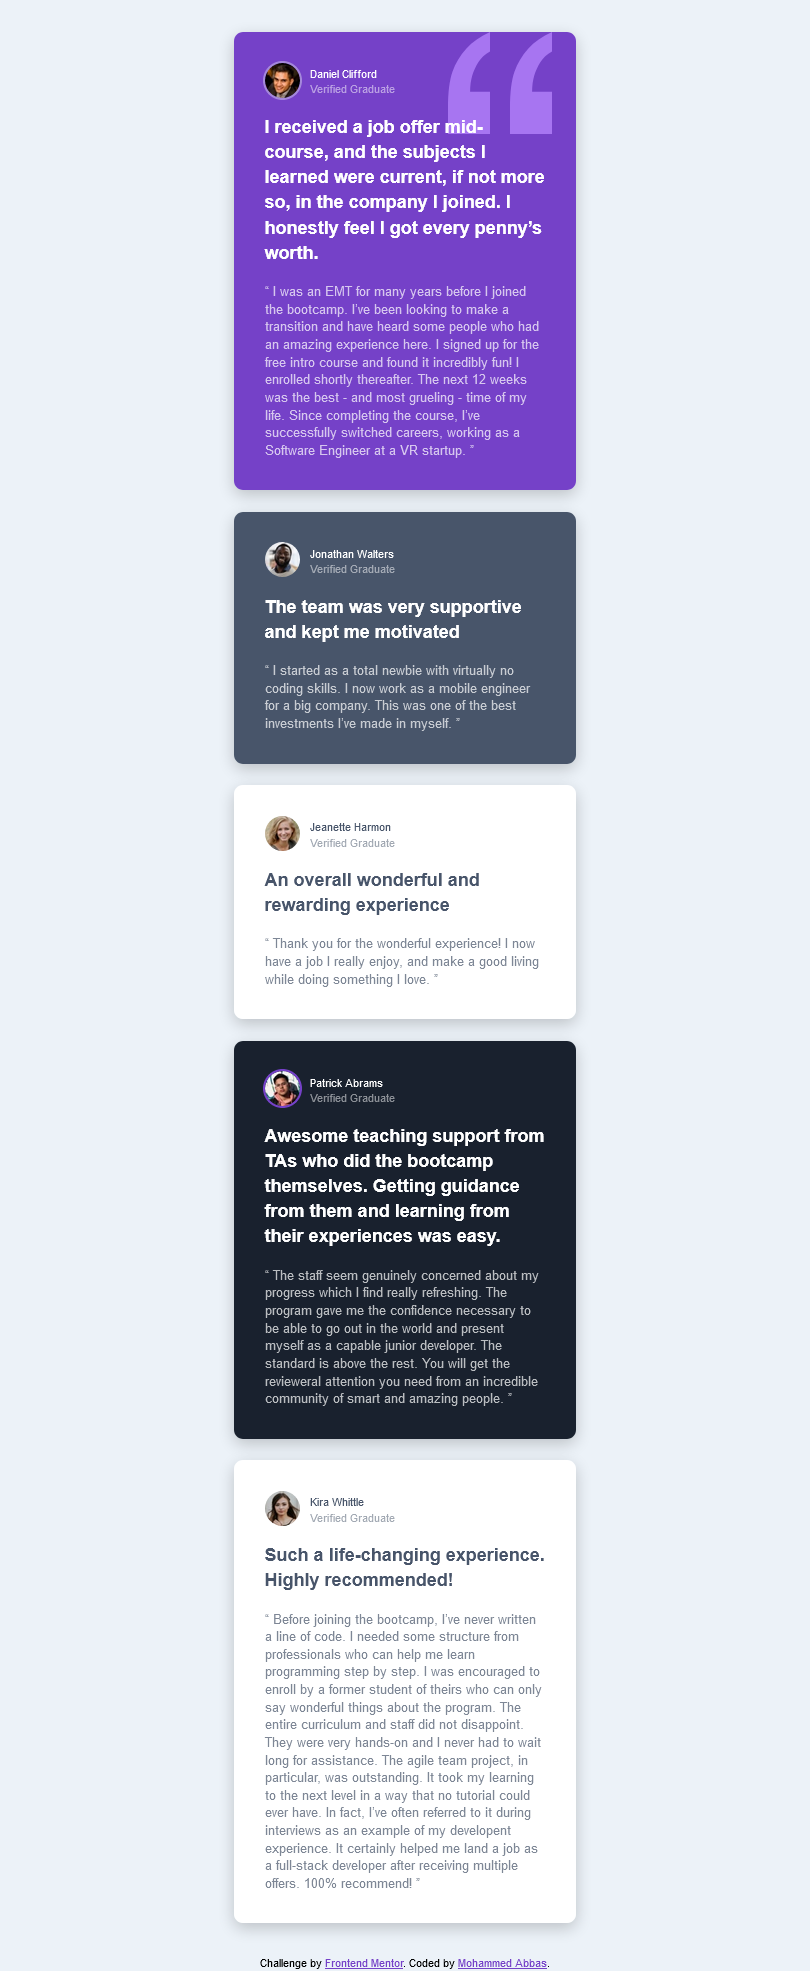 Daniel Clifford
Verified Graduate
I received a job offer mid-
course, and the subjects I
learned were current, if not more
so, in the company I joined. I
honestly feel I got every penny’s
worth.
“ I was an EMT for many years before I joined
the bootcamp. I’ve been looking to make a
transition and have heard some people who had
an amazing experience here. I signed up for the
free intro course and found it incredibly fun! I
enrolled shortly thereafter. The next 12 weeks
was the best - and most grueling - time of my
life. Since completing the course, I’ve
successfully switched careers, working as a
Software Engineer at a VR startup. ”
Jonathan Walters
Verified Graduate
The team was very supportive
and kept me motivated
“ I started as a total newbie with virtually no
coding skills. I now work as a mobile engineer
for a big company. This was one of the best
investments I’ve made in myself. ”
Jeanette Harmon
Verified Graduate
An overall wonderful and
rewarding experience
“ Thank you for the wonderful experience! I now
have a job I really enjoy, and make a good living
while doing something I love. ”
Patrick Abrams
Verified Graduate
Awesome teaching support from
TAs who did the bootcamp
themselves. Getting guidance
from them and learning from
their experiences was easy.
“ The staff seem genuinely concerned about my
progress which I find really refreshing. The
program gave me the confidence necessary to
be able to go out in the world and present
myself as a capable junior developer. The
standard is above the rest. You will get the
revieweral attention you need from an incredible
community of smart and amazing people. ”
Kira Whittle
Verified Graduate
Such a life-changing experience.
Highly recommended!
“ Before joining the bootcamp, I’ve never written
a line of code. I needed some structure from
professionals who can help me learn
programming step by step. I was encouraged to
enroll by a former student of theirs who can only
say wonderful things about the program. The
entire curriculum and staff did not disappoint.
They were very hands-on and I never had to wait
long for assistance. The agile team project, in
particular, was outstanding. It took my learning
to the next level in a way that no tutorial could
ever have. In fact, I’ve often referred to it during
interviews as an example of my developent
experience. It certainly helped me land a job as
a full-stack developer after receiving multiple
offers. 100% recommend! ”
Challenge by Frontend Mentor. Coded by Mohammed Abbas.